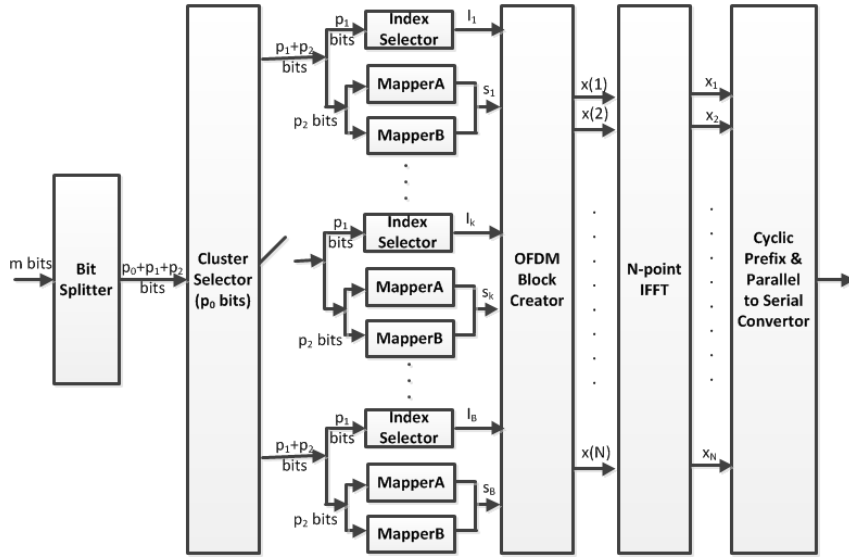 m bits
Bit
Splitter
p₀+p₁+p₂
bits
Cluster
Selector
(p₀ bits)
p₁+p₂
bits
p₁
bits
Index
Selector
I₁
p₂ bits
MapperA
MapperB
s₁
p₁
bits
Index
Selector
Iₖ
p₂ bits
MapperA
MapperB
sₖ
p₁+p₂
bits
p₁
bits
Index
Selector
I_B
p₂ bits
MapperA
MapperB
s_B
OFDM
Block
Creator
x(1)
x(2)
x(N)
N-point
IFFT
x₁
x₂
x_N
Cyclic
Prefix &
Parallel
to Serial
Convertor